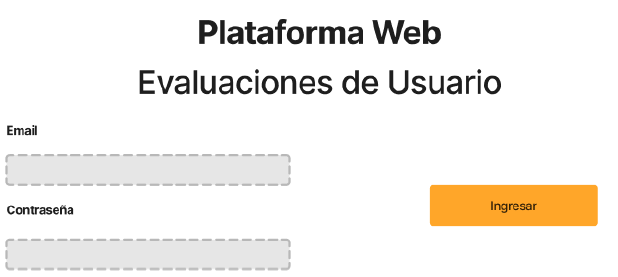 Plataforma Web
Evaluaciones de Usuario
Email
Contraseña
Ingresar